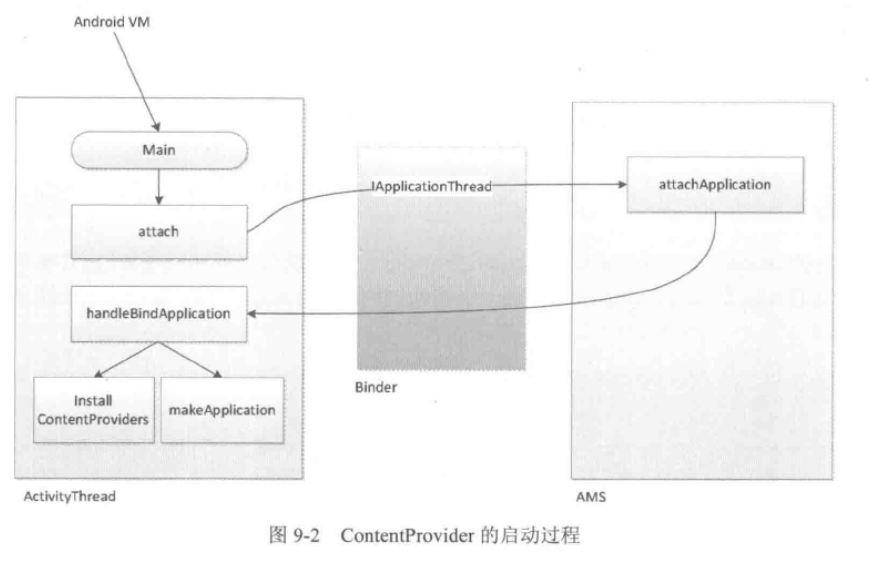 Android VM
Main
attach
IApplicationThread
attachApplication
handleBindApplication
Install
ContentProviders
makeApplication
Binder
ActivityThread
AMS
图 9-2 ContentProvider 的启动过程